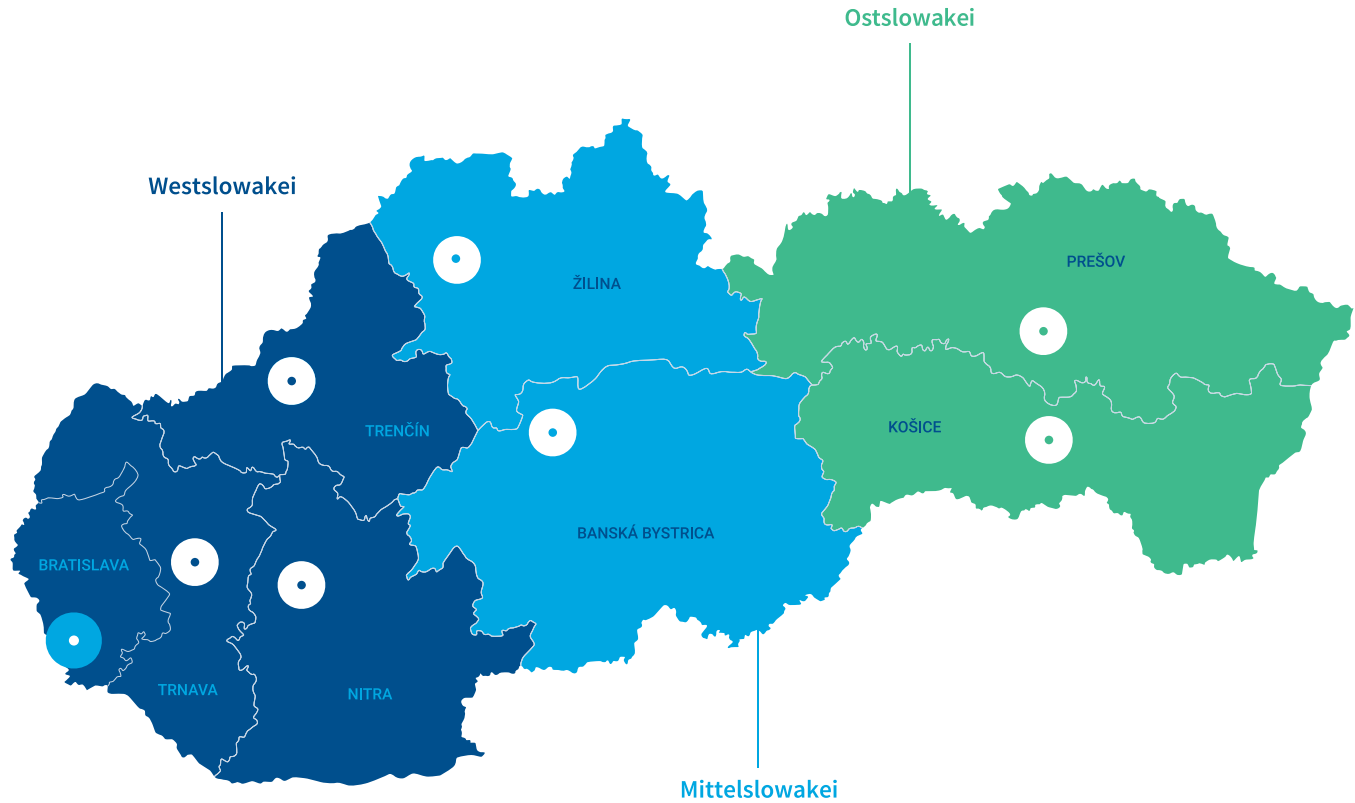 Ostslowakei
Westslowakei
PREŠOV
ŽILINA
KOŠICE
TRENČÍN
BANSKÁ BYSTRICA
BRATISLAVA
TRNAVA
NITRA
Mittelslowakei